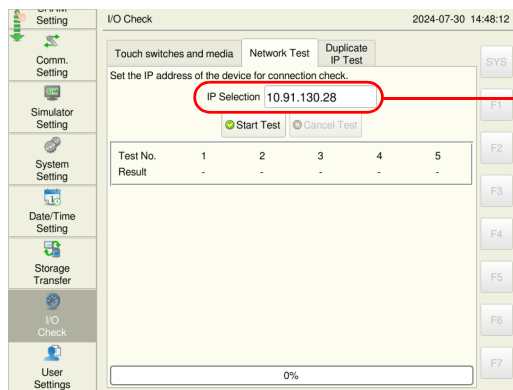 Setting
I/O Check
2024-07-30 14:48:12
Comm.
Setting
Simulator
Setting
System
Setting
Date/Time
Setting
Storage
Transfer
I/O
Check
User
Settings
Touch switches and media
Network Test
Duplicate
IP Test
Set the IP address of the device for connection check.
IP Selection 10.91.130.28
Start Test
Cancel Test
Test No. 1 2 3 4 5
Result - - - - -
0%
SYS
F1
F2
F3
F4
F5
F6
F7